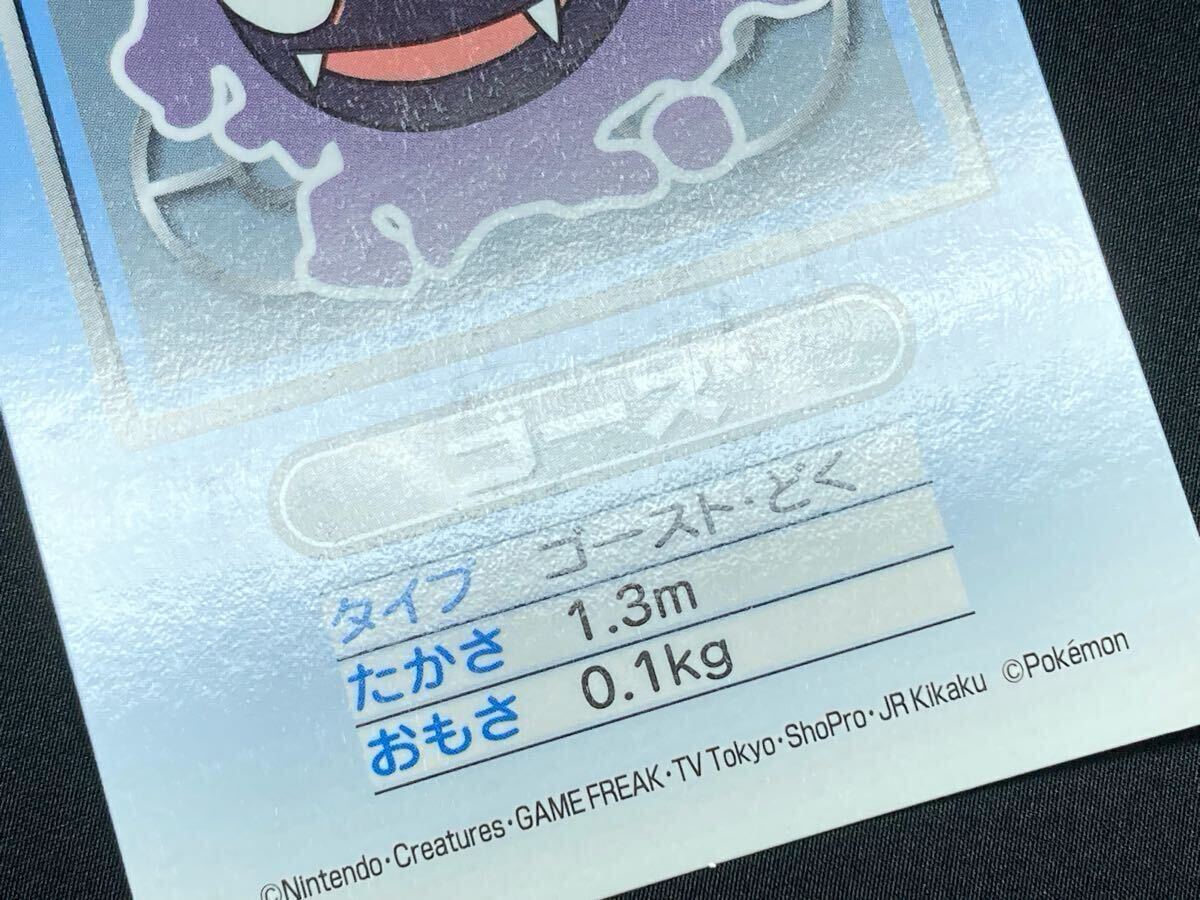 ゴース
タイプ ゴースト・どく
たかさ 1.3m
おもさ 0.1kg
©Nintendo・Creatures・GAME FREAK・TV Tokyo・ShoPro・JR Kikaku ©Pokémon